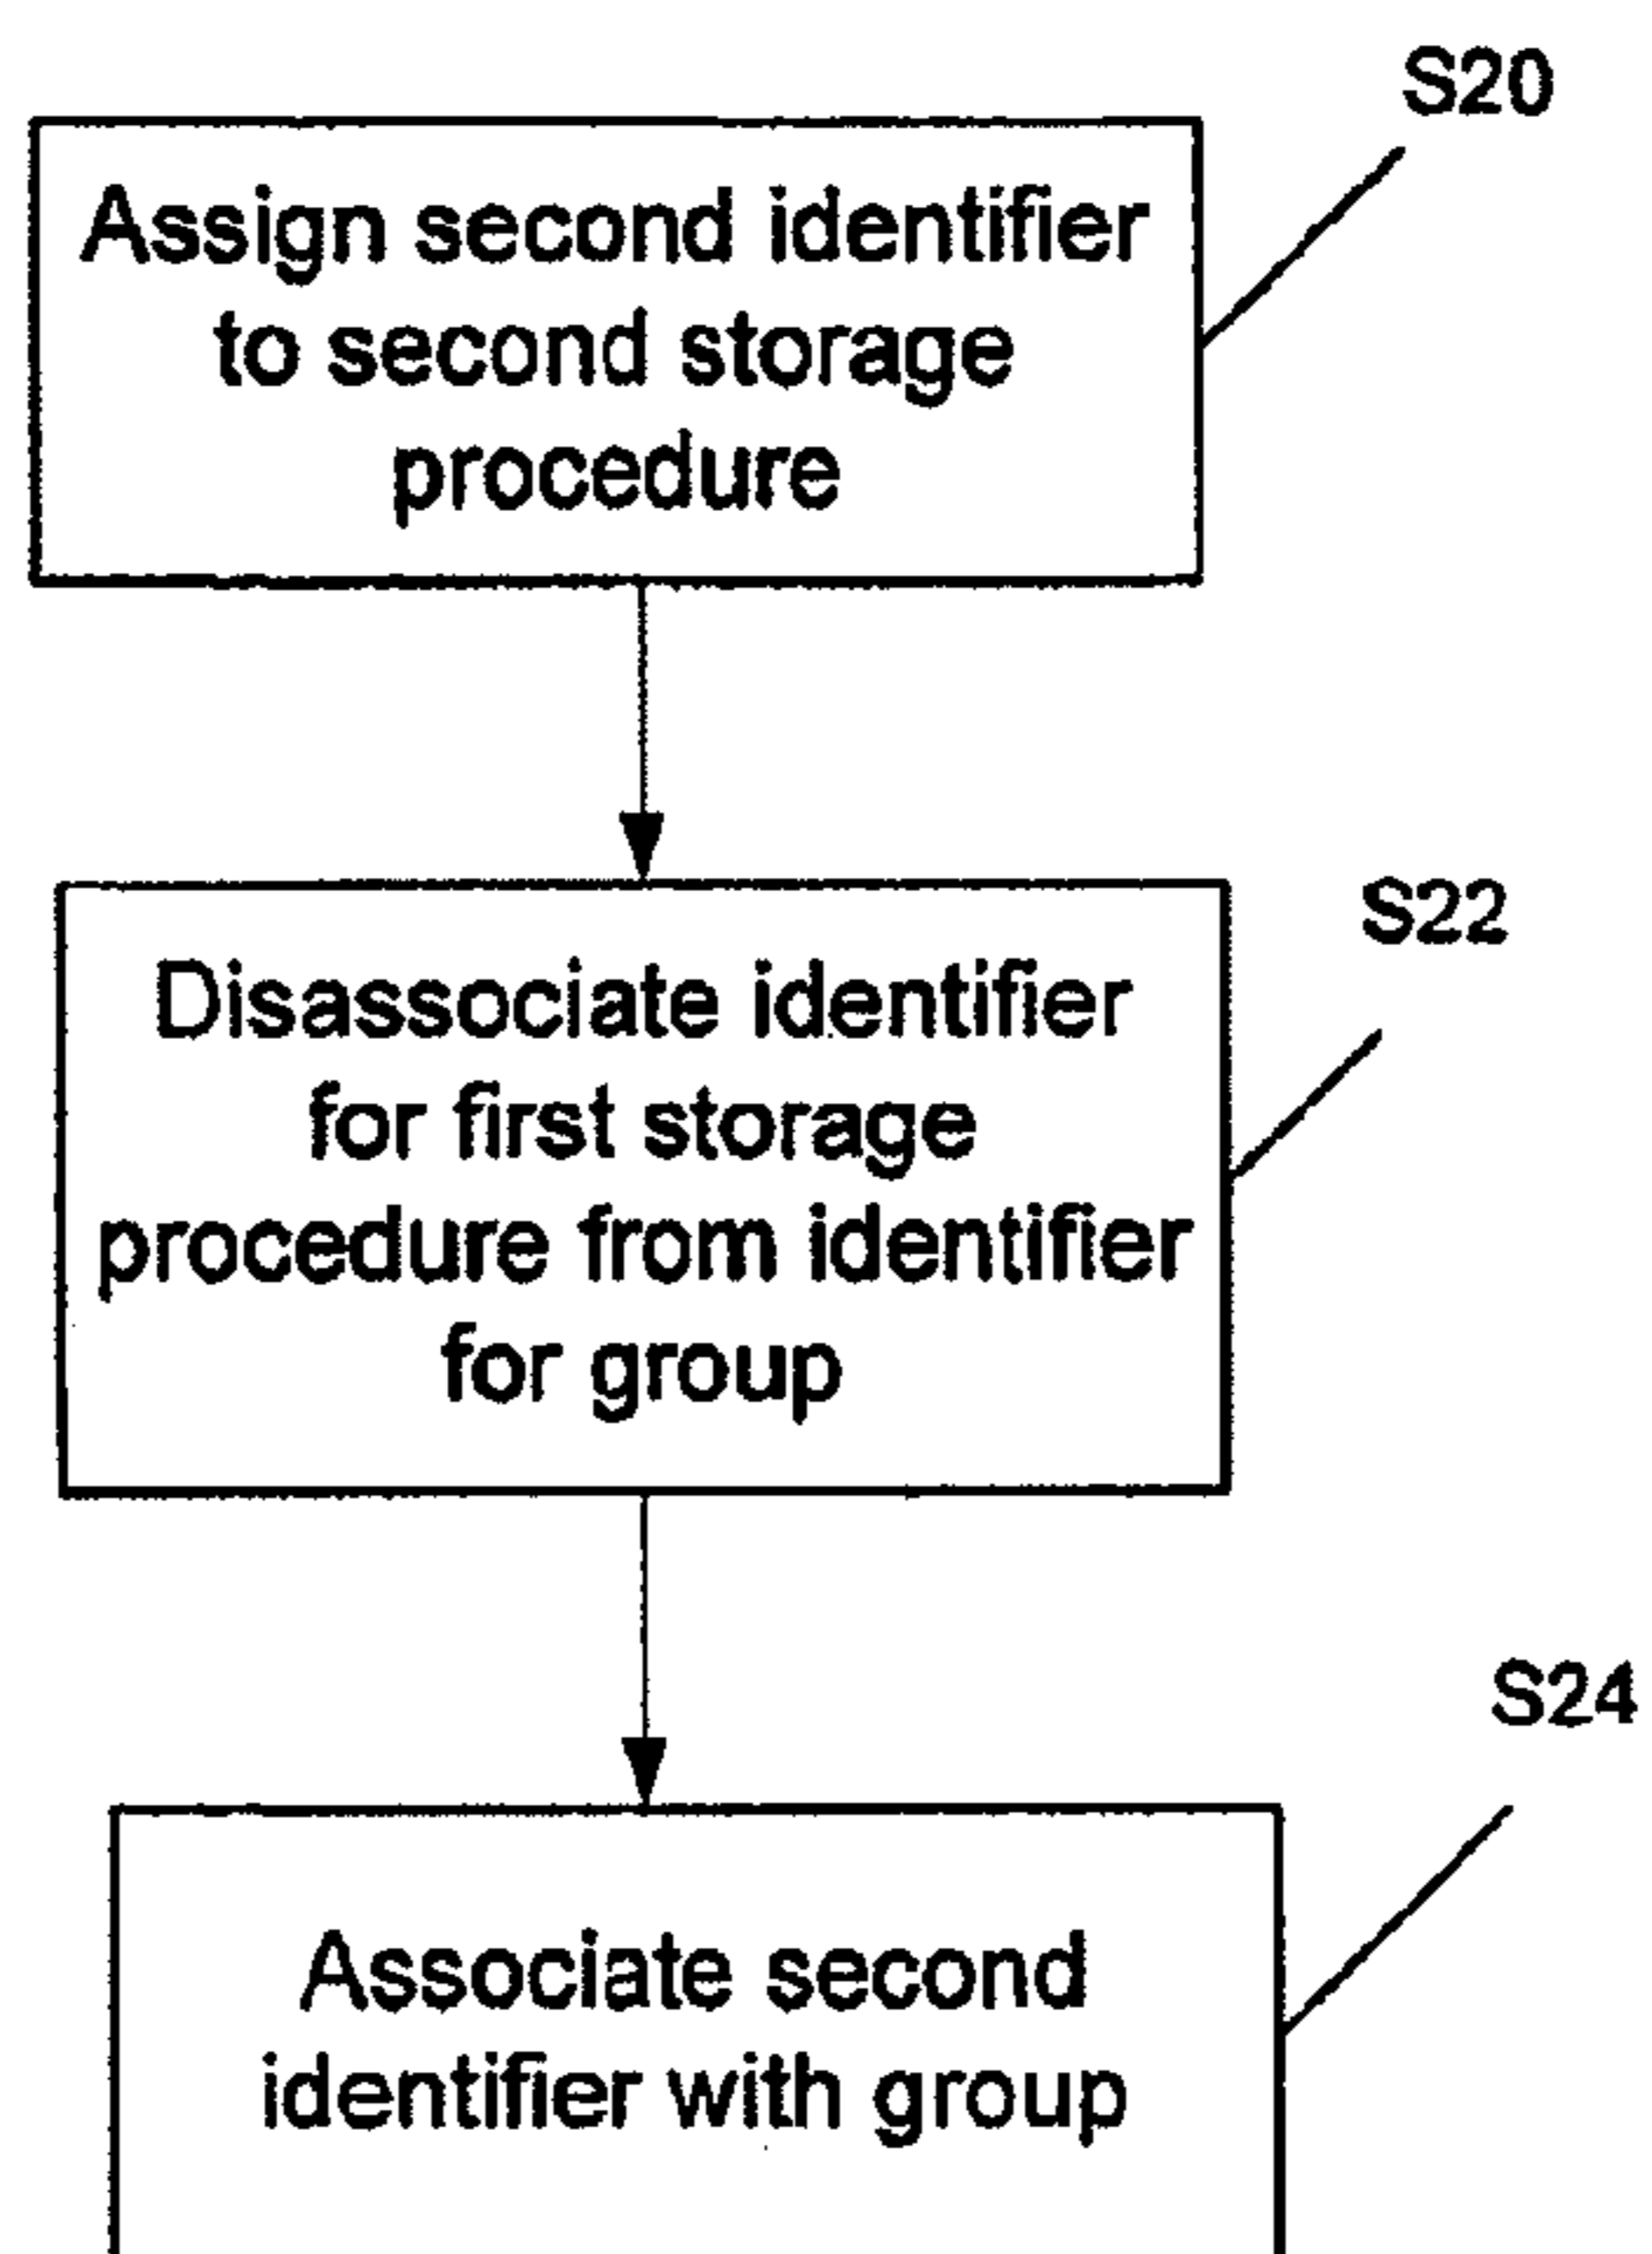 S20
Assign second identifier
to second storage
procedure
S22
Disassociate identifier
for first storage
procedure from identifier
for group
S24
Associate second
identifier with group